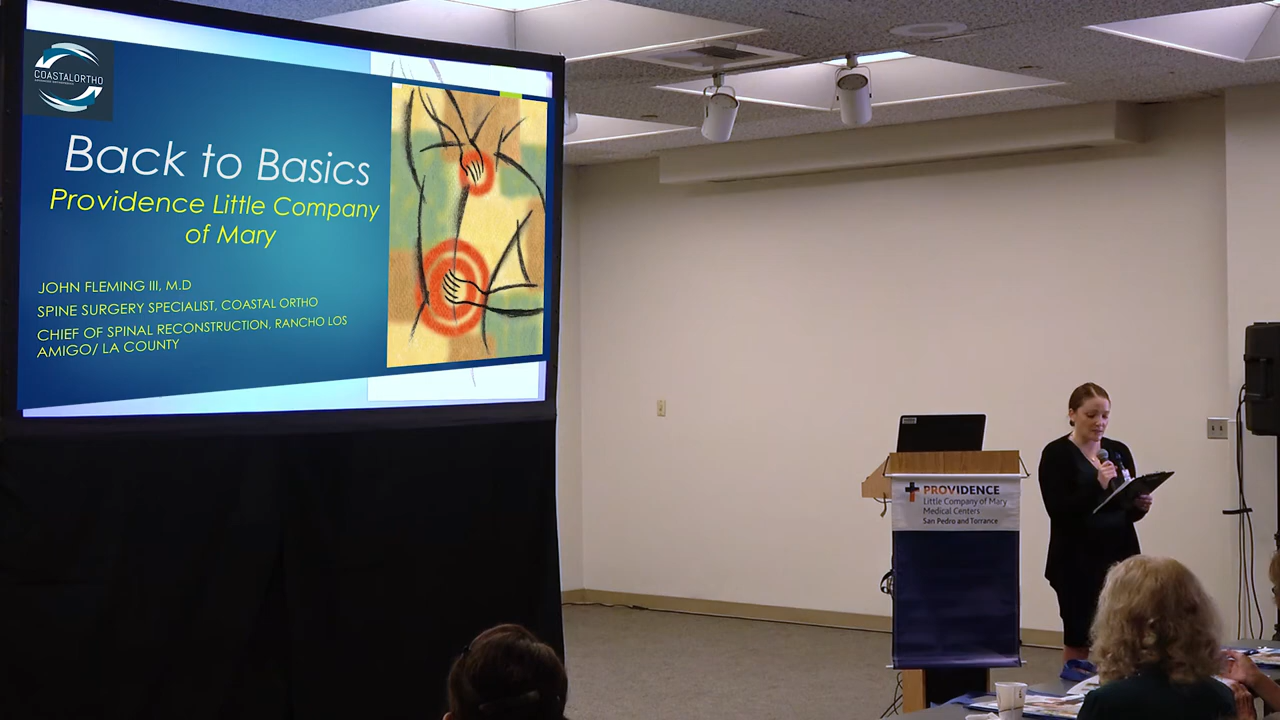 COASTALORTHO
Back to Basics
Providence Little Company
of Mary
JOHN FLEMING III, M.D
SPINE SURGERY SPECIALIST, COASTAL ORTHO
CHIEF OF SPINAL RECONSTRUCTION, RANCHO LOS
AMIGO/ LA COUNTY
PROVIDENCE
Little Company of Mary
Medical Centers
San Pedro and Torrance